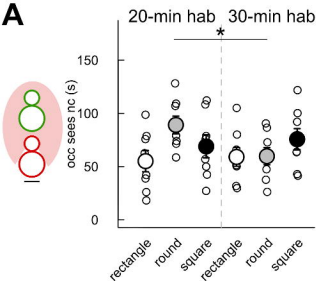 A
20-min hab 30-min hab
*
occ sees nc (s)
150
100
50
0
rectangle
round
square
rectangle
round
square